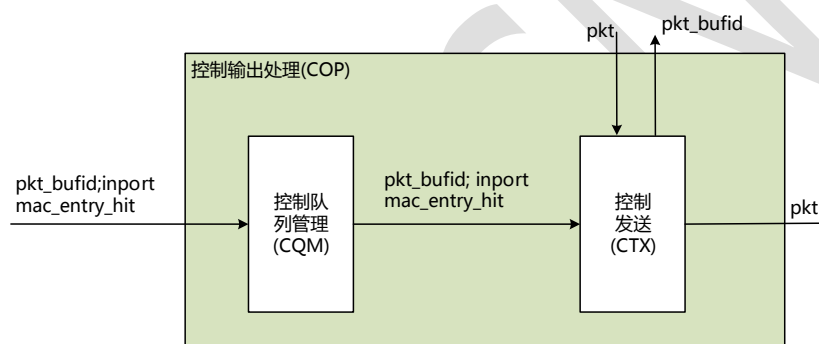 pkt
pkt_bufid
控制输出处理(COP)
pkt_bufid;inport
mac_entry_hit
控制队
列管理
(CQM)
pkt_bufid; inport
mac_entry_hit
控制
发送
(CTX)
pkt